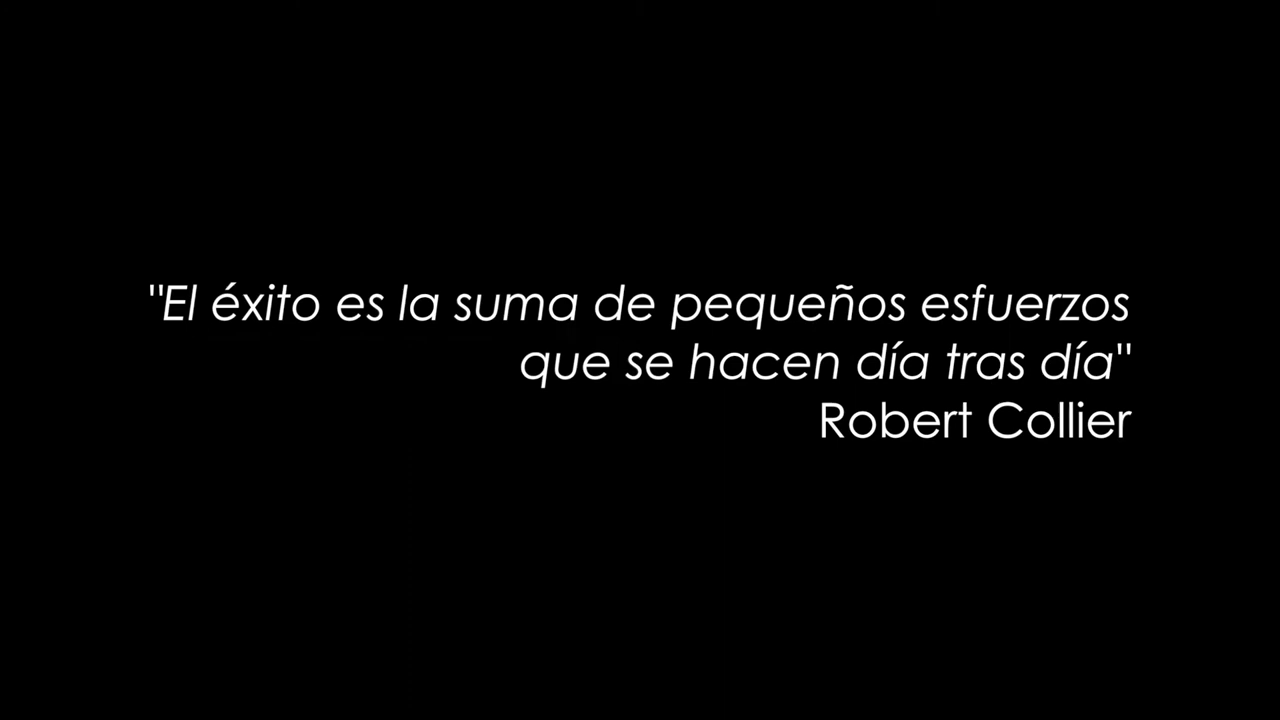 "El éxito es la suma de pequeños esfuerzos
que se hacen día tras día"
Robert Collier